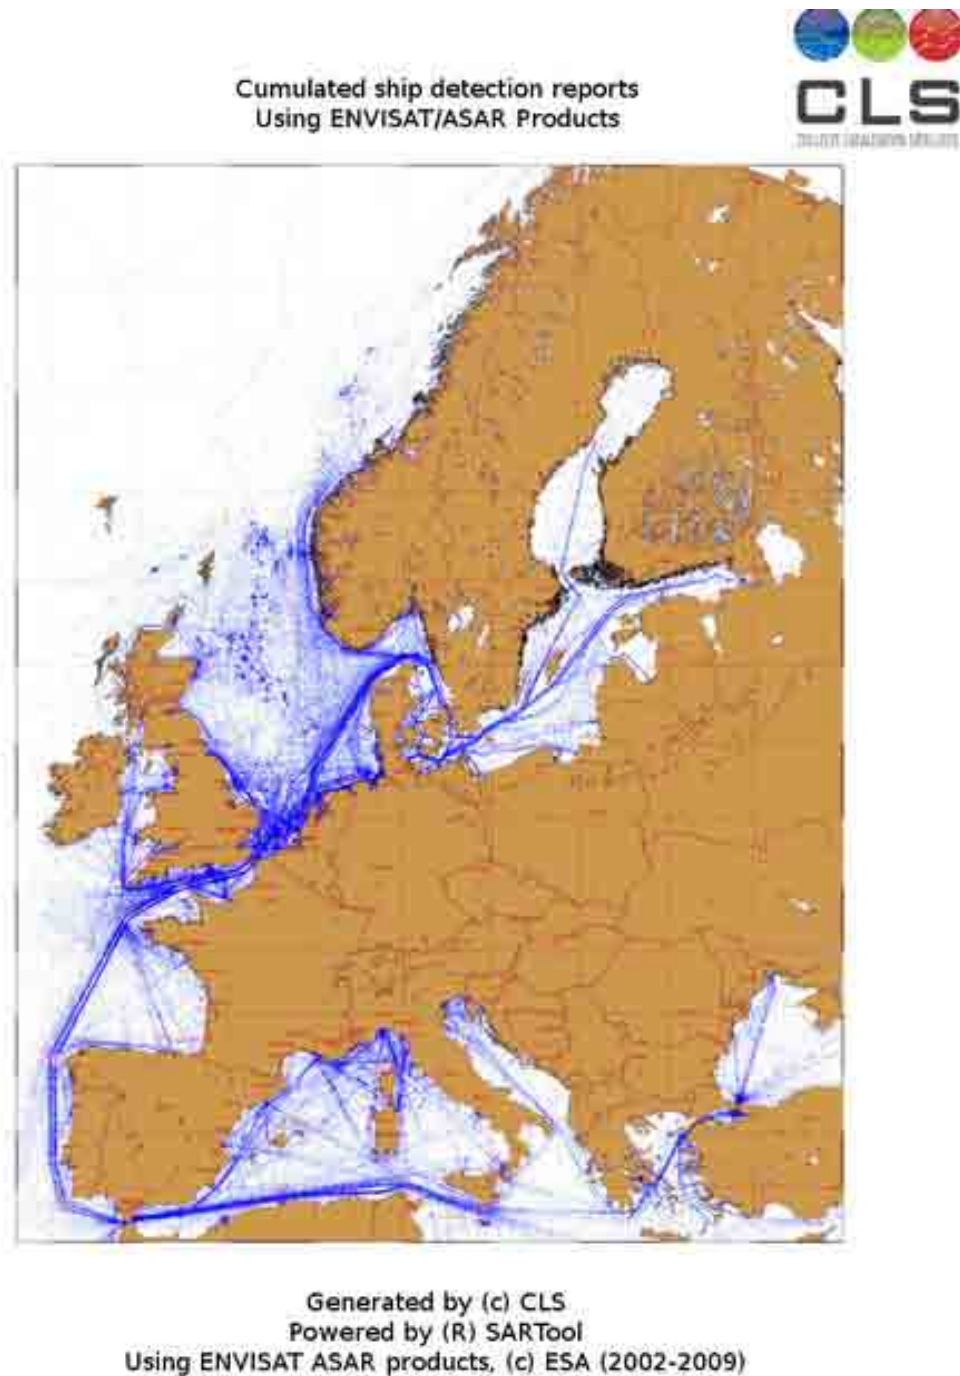 CLS
Cumulated ship detection reports
Using ENVISAT/ASAR Products
Generated by (c) CLS
Powered by (R) SARTool
Using ENVISAT ASAR products, (c) ESA (2002-2009)